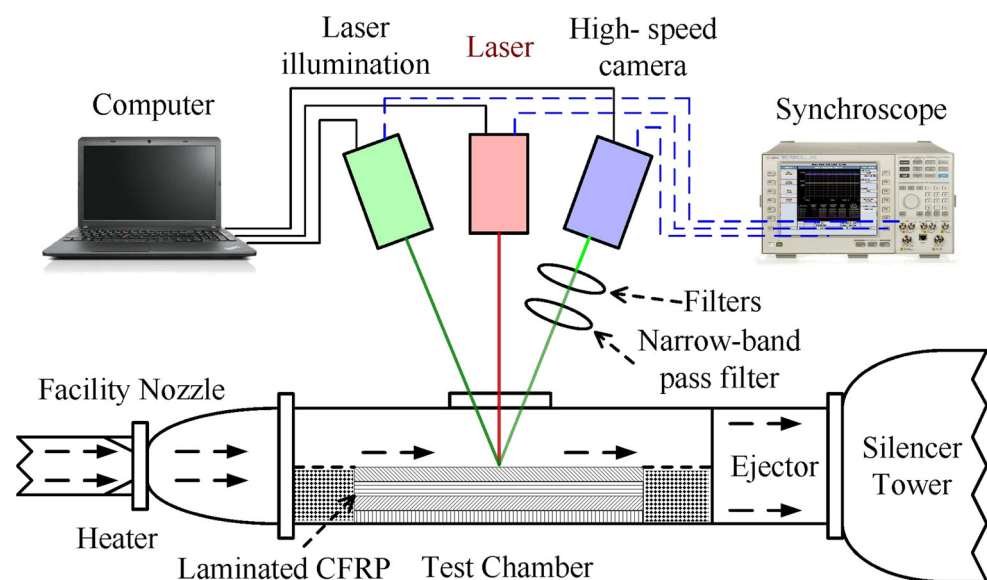 Laser
illumination
Laser
High- speed
camera
Computer
Synchroscope
Filters
Narrow-band
pass filter
Facility Nozzle
Heater
Laminated CFRP
Test Chamber
Ejector
Silencer
Tower